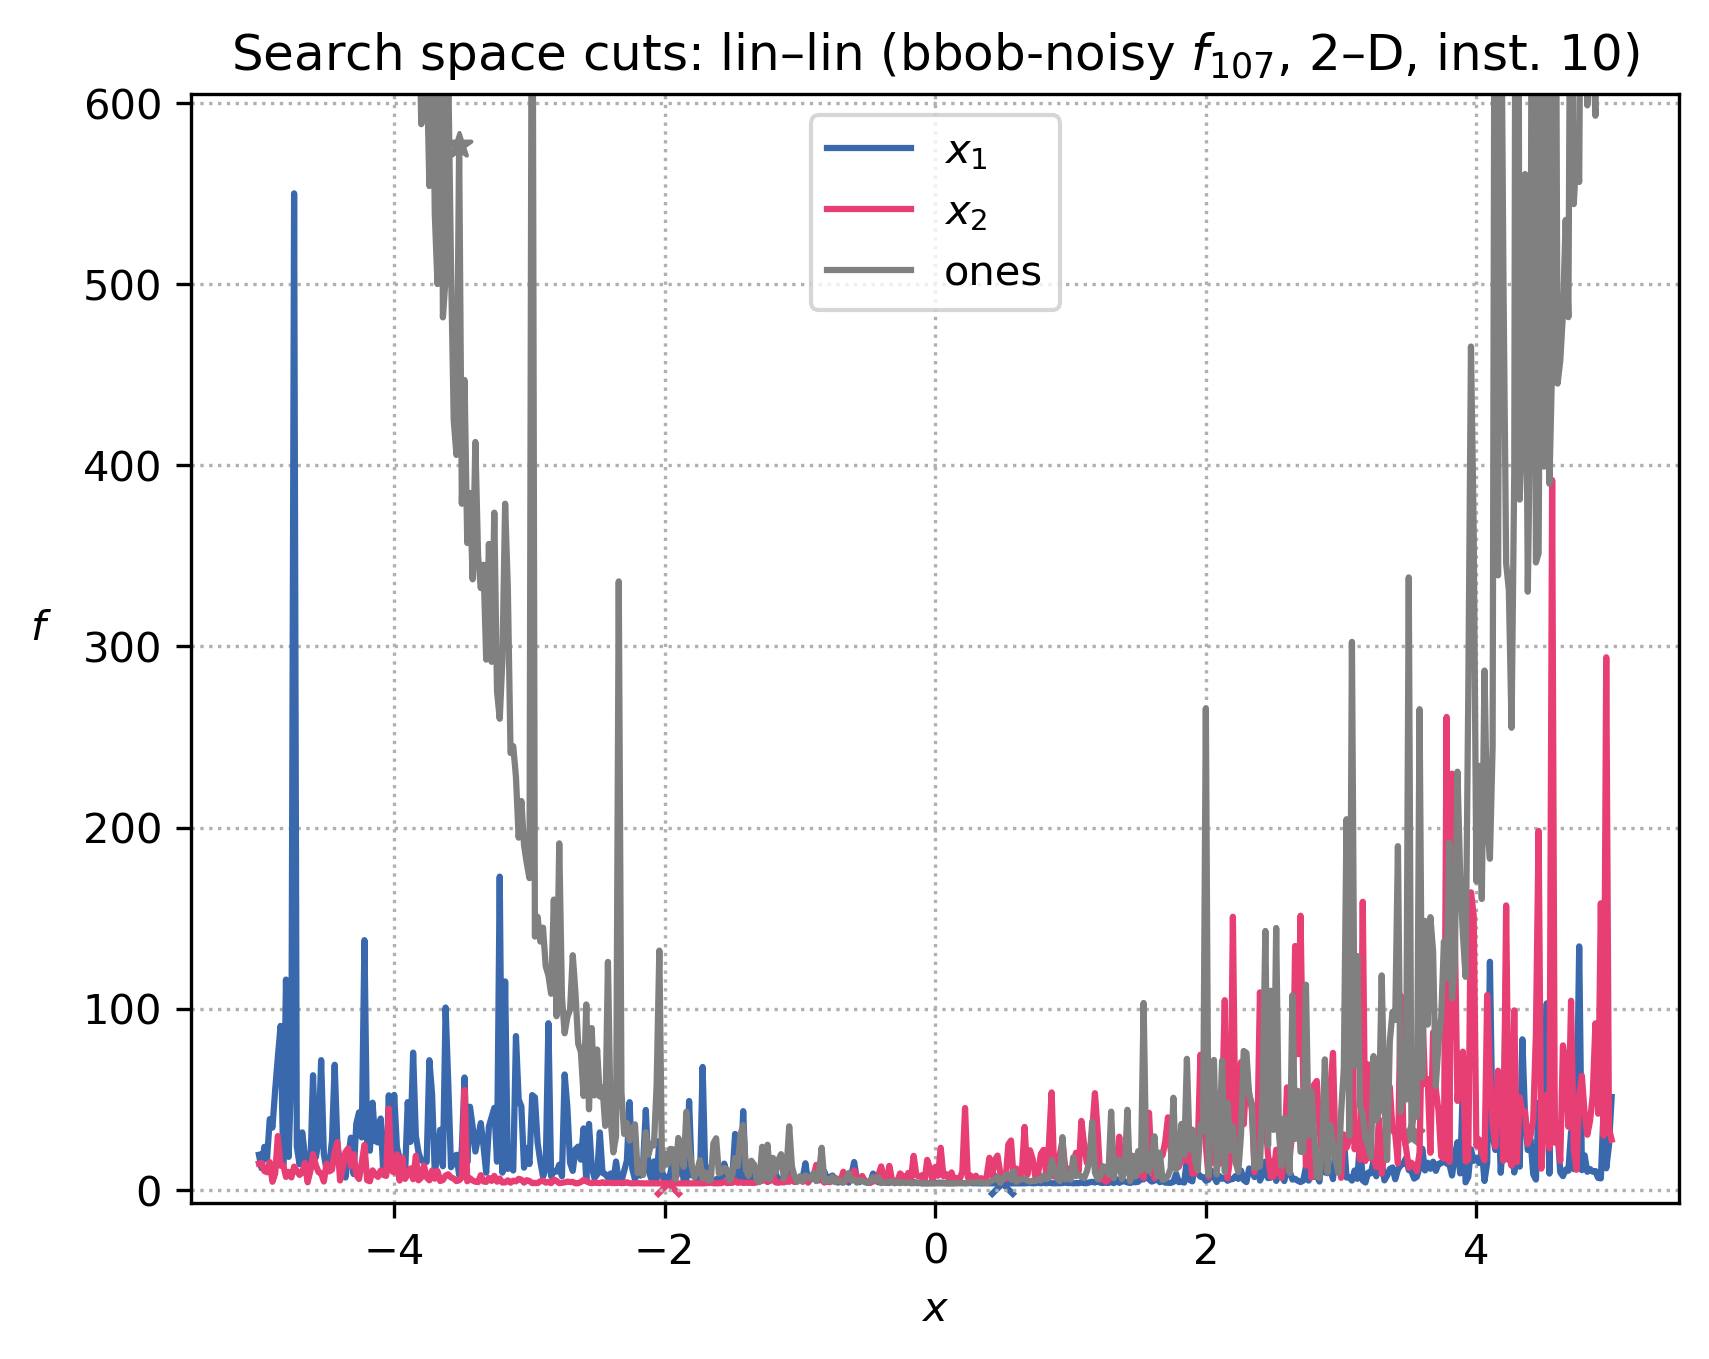 Search space cuts: lin–lin (bbob-noisy f₁₀₇, 2–D, inst. 10)
x₁
x₂
ones
600
500
400
300
200
100
0
f
−4
−2
0
2
4
x